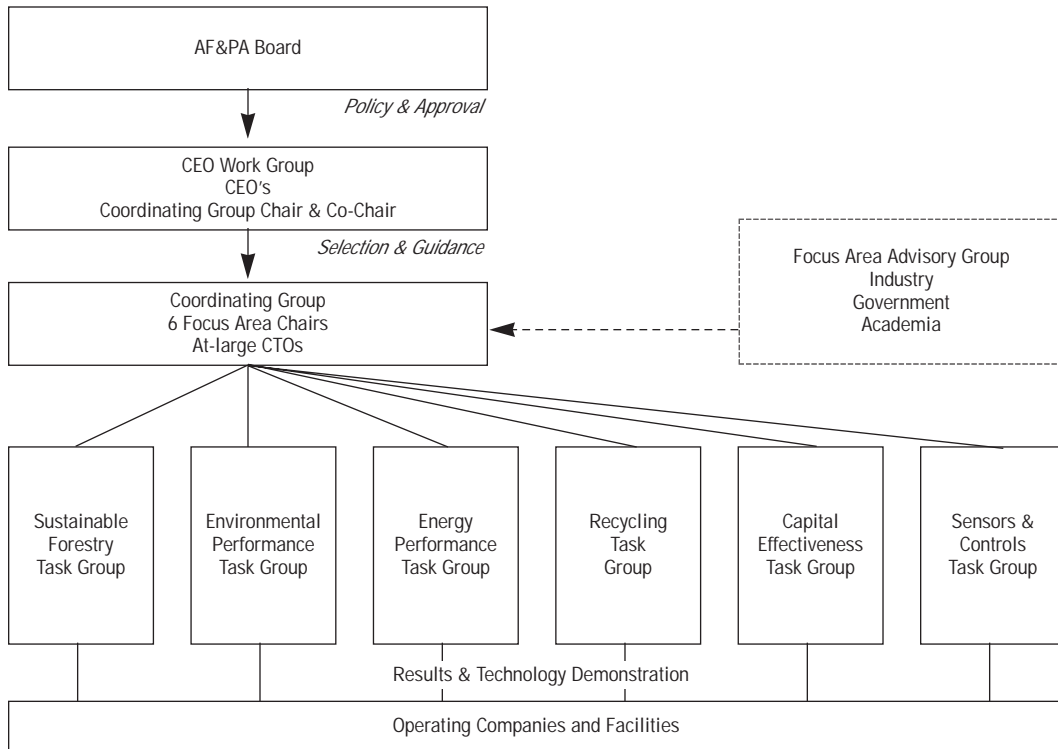 AF&PA Board
Policy & Approval
CEO Work Group
CEO's
Coordinating Group Chair & Co-Chair
Selection & Guidance
Focus Area Advisory Group
Industry
Government
Academia
Coordinating Group
6 Focus Area Chairs
At-large CTOs
Sustainable
Forestry
Task Group
Environmental
Performance
Task Group
Energy
Performance
Task Group
Recycling
Task
Group
Capital
Effectiveness
Task Group
Sensors &
Controls
Task Group
Results & Technology Demonstration
Operating Companies and Facilities